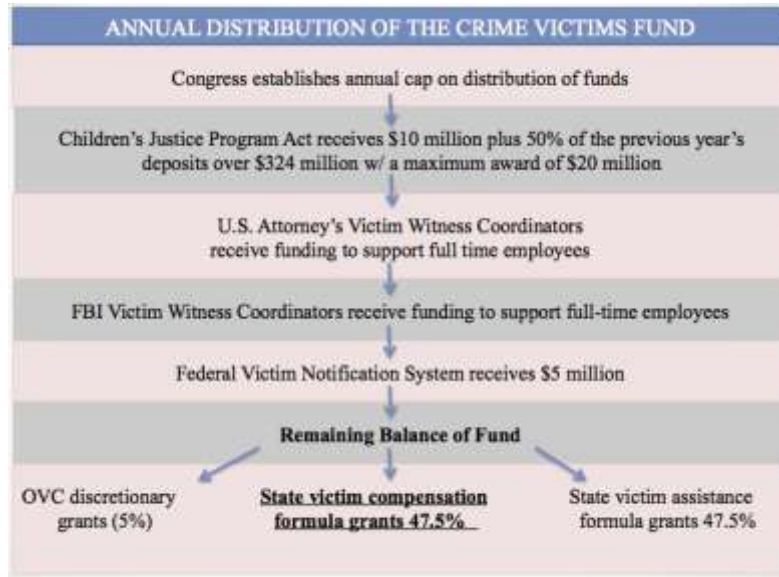 ANNUAL DISTRIBUTION OF THE CRIME VICTIMS FUND
Congress establishes annual cap on distribution of funds
Children's Justice Program Act receives $10 million plus 50% of the previous year's
deposits over $324 million w/ a maximum award of $20 million
U.S. Attorney's Victim Witness Coordinators
receive funding to support full time employees
FBI Victim Witness Coordinators receive funding to support full-time employees
Federal Victim Notification System receives $5 million
Remaining Balance of Fund
OVC discretionary
grants (5%)
State victim compensation
formula grants 47.5%
State victim assistance
formula grants 47.5%